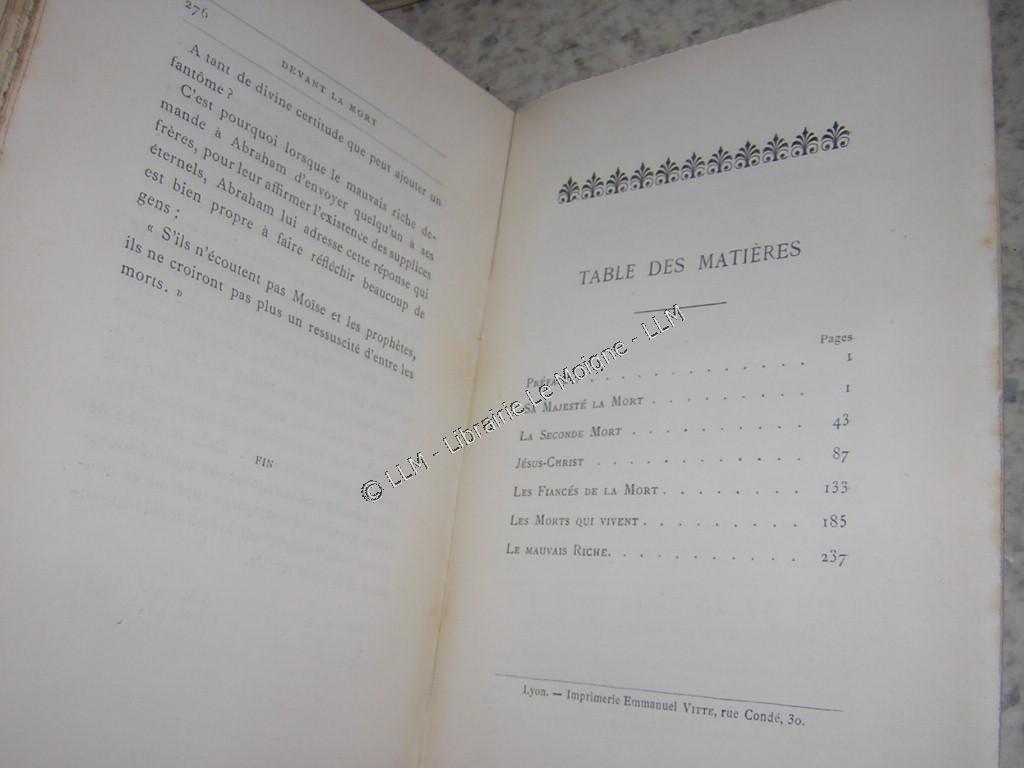 276
DEVANT LA MORT
A tant de divine certitude que peut ajouter un
fantôme ?
C'est pourquoi lorsque le mauvais riche de-
mande à Abraham d'envoyer quelqu'un à ses
frères, pour leur affirmer l'existence des supplices
éternels, Abraham lui adresse cette réponse qui
est bien propre à faire réfléchir beaucoup de
gens :
« S'ils n'écoutent pas Moïse et les prophètes,
ils ne croiront pas plus un ressuscité d'entre les
morts. »
FIN
TABLE DES MATIÈRES
Pages
PRÉFACE . . . . . . . . . . 1
SA MAJESTÉ LA MORT . . . . . . . . 1
LA SECONDE MORT . . . . . . . . . 43
JÉSUS-CHRIST . . . . . . . . . . 87
LES FIANCÉS DE LA MORT . . . . . . . 133
LES MORTS QUI VIVENT . . . . . . . . 185
LE MAUVAIS RICHE . . . . . . . . . 237
Lyon. — Imprimerie Emmanuel VITTE, rue Condé, 30.
© LLM - Librairie Le Moigne - LLM